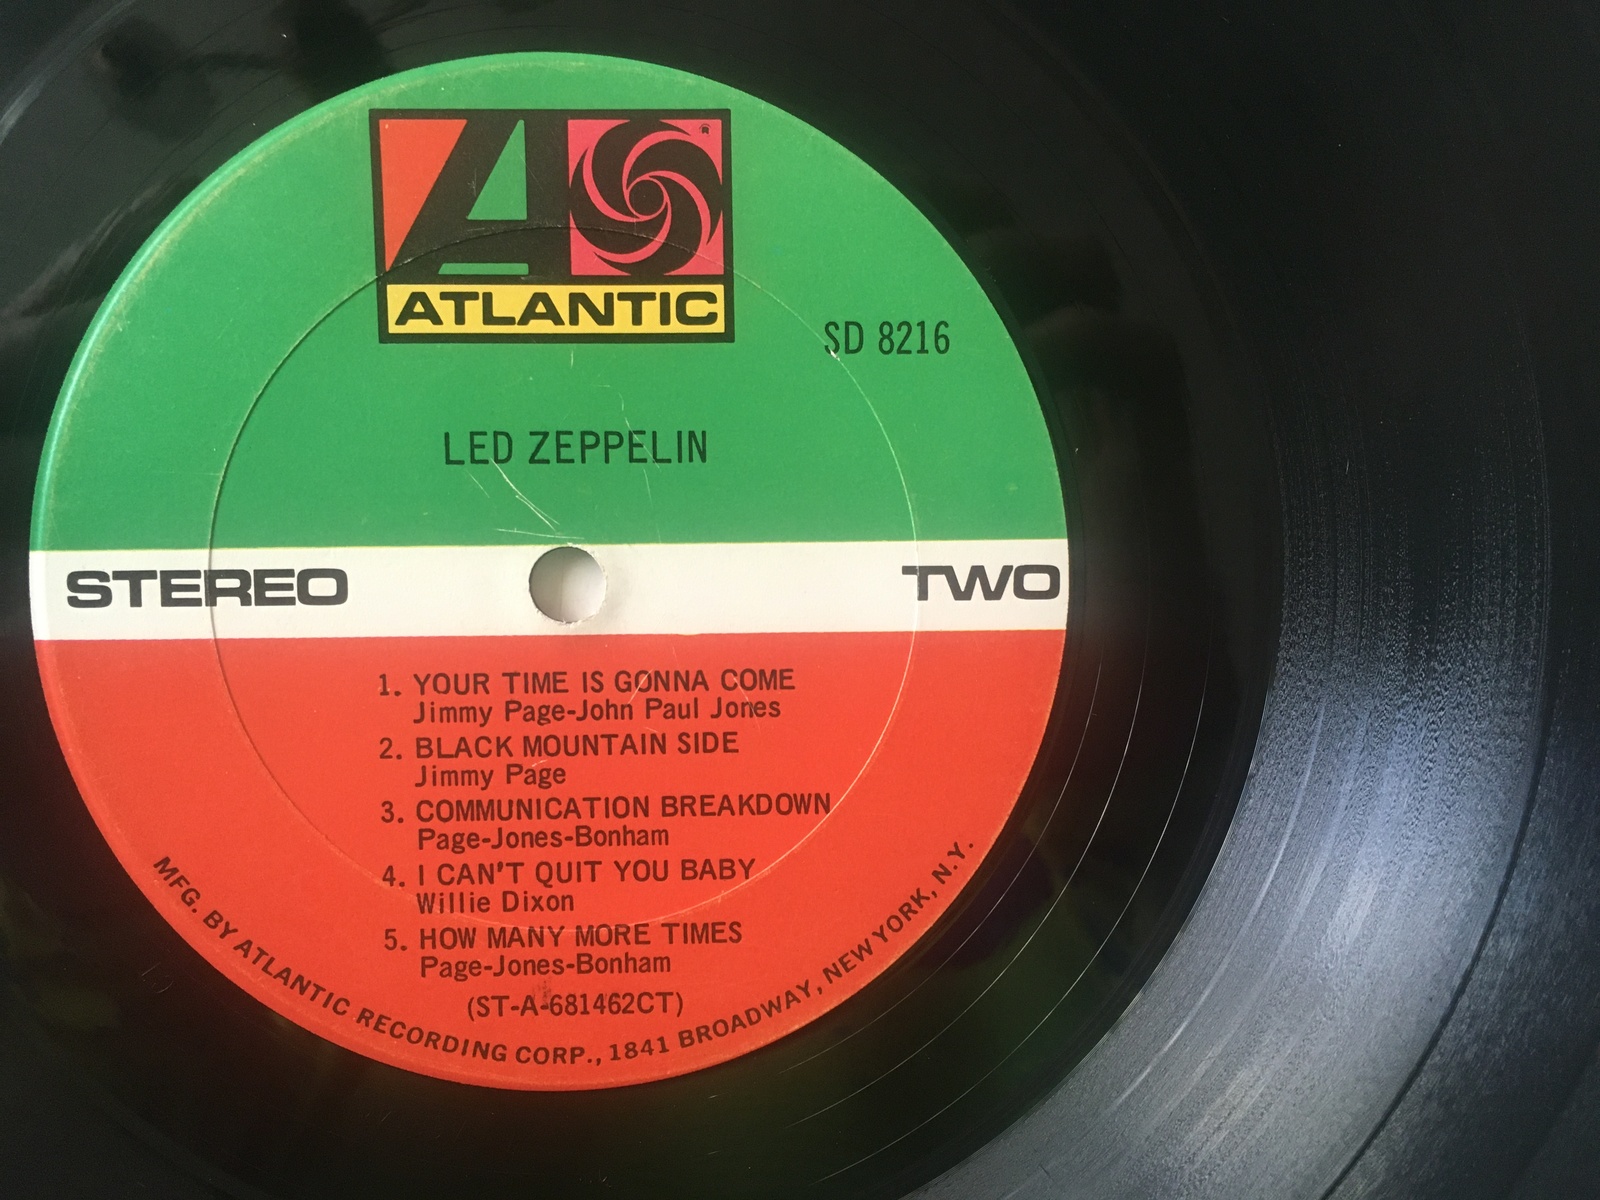 ATLANTIC
®
SD 8216
LED ZEPPELIN
STEREO
TWO
1. YOUR TIME IS GONNA COME
Jimmy Page-John Paul Jones
2. BLACK MOUNTAIN SIDE
Jimmy Page
3. COMMUNICATION BREAKDOWN
Page-Jones-Bonham
4. I CAN'T QUIT YOU BABY
Willie Dixon
5. HOW MANY MORE TIMES
Page-Jones-Bonham
(ST-A-681462CT)
MFG. BY ATLANTIC RECORDING CORP., 1841 BROADWAY, NEW YORK, N.Y.